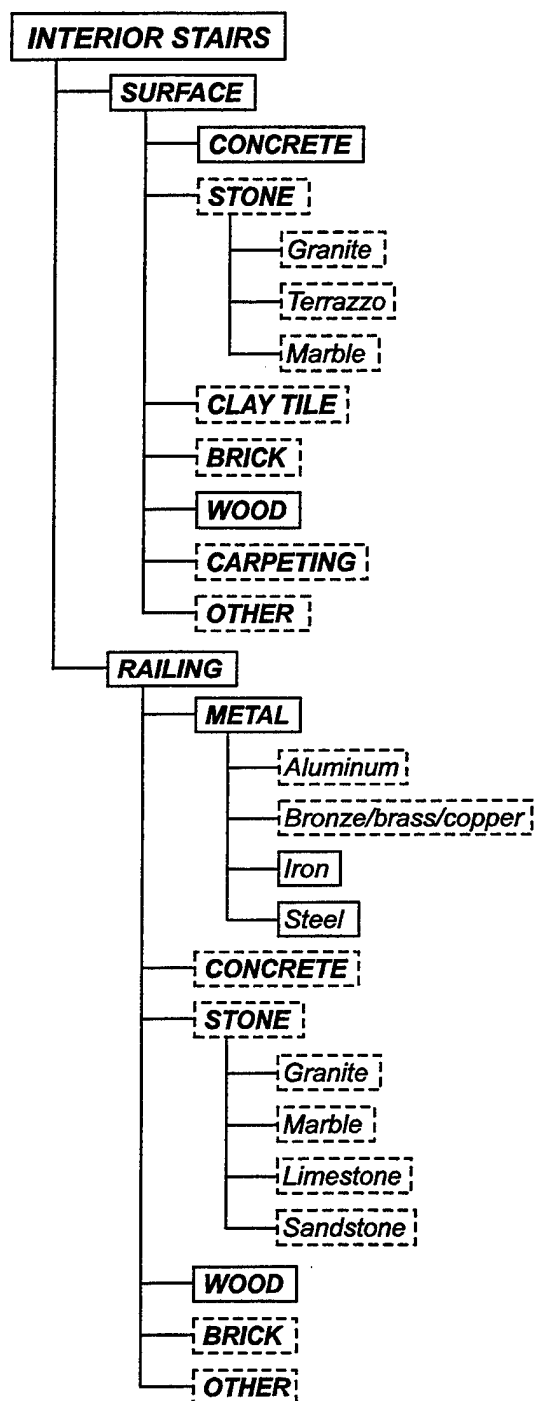 INTERIOR STAIRS
SURFACE
CONCRETE
STONE
Granite
Terrazzo
Marble
CLAY TILE
BRICK
WOOD
CARPETING
OTHER
RAILING
METAL
Aluminum
Bronze/brass/copper
Iron
Steel
CONCRETE
STONE
Granite
Marble
Limestone
Sandstone
WOOD
BRICK
OTHER